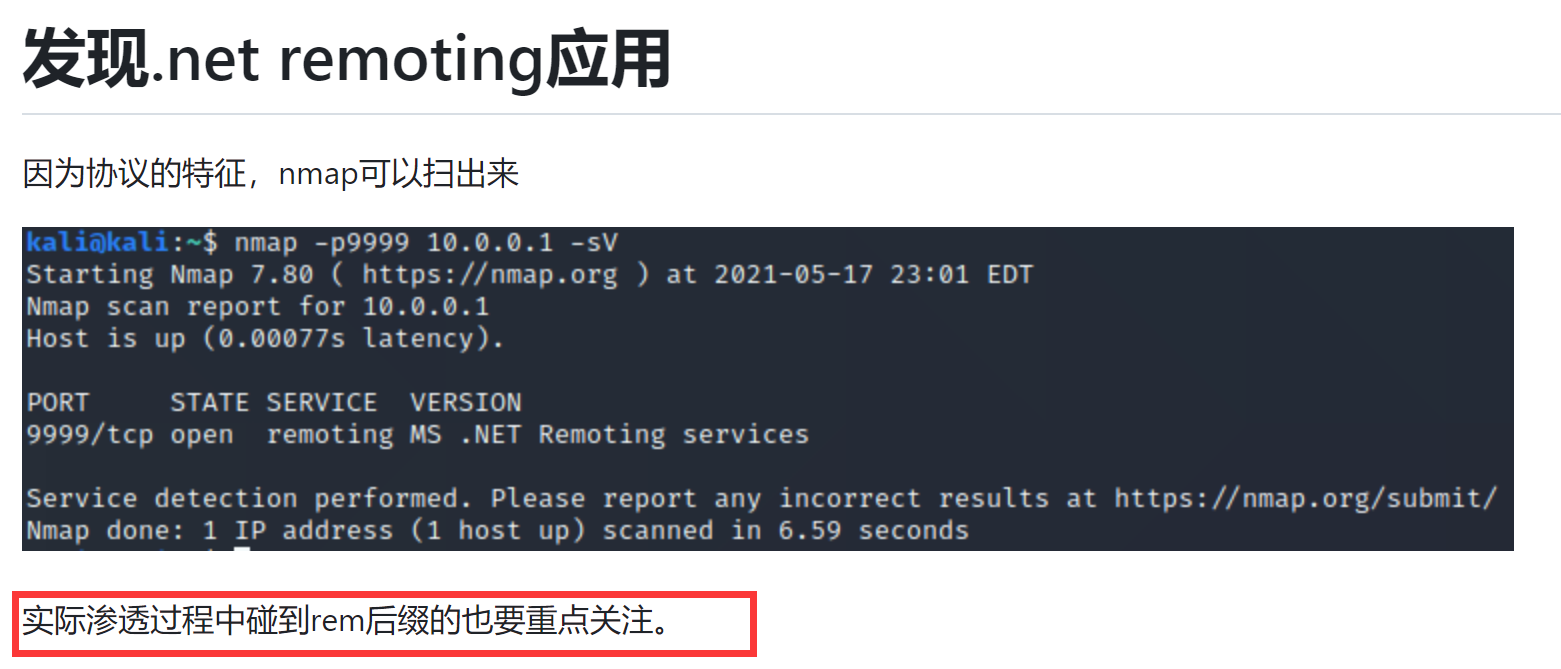 发现.net remoting应用
因为协议的特征，nmap可以扫出来
kali@kali:~$ nmap -p9999 10.0.0.1 -sV
Starting Nmap 7.80 ( https://nmap.org ) at 2021-05-17 23:01 EDT
Nmap scan report for 10.0.0.1
Host is up (0.00077s latency).
PORT     STATE SERVICE  VERSION
9999/tcp open  remoting MS .NET Remoting services
Service detection performed. Please report any incorrect results at https://nmap.org/submit/
Nmap done: 1 IP address (1 host up) scanned in 6.59 seconds
实际渗透过程中碰到rem后缀的也要重点关注。